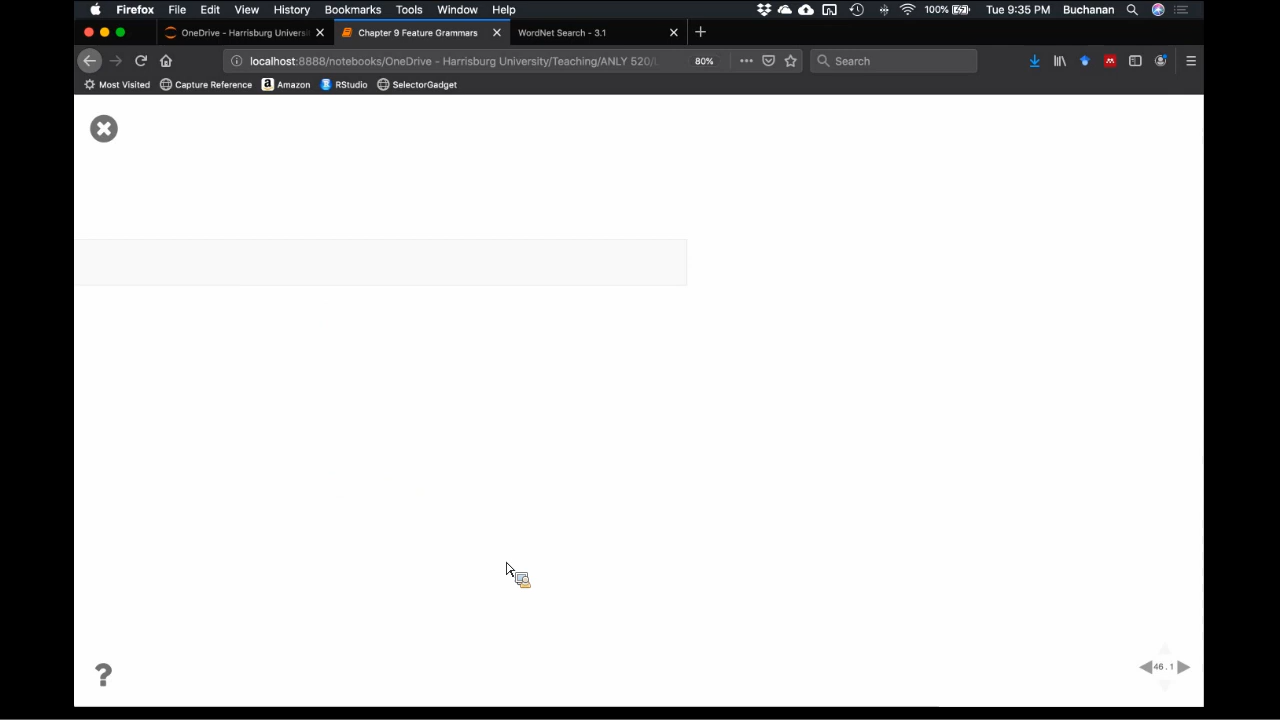 Firefox File Edit View History Bookmarks Tools Window Help 100% Tue 9:35 PM Buchanan
OneDrive - Harrisburg Universi Chapter 9 Feature Grammars WordNet Search - 3.1
localhost:8888/notebooks/OneDrive - Harrisburg University/Teaching/ANLY 520/L 80% Search
Most Visited Capture Reference Amazon RStudio SelectorGadget
?
46.1